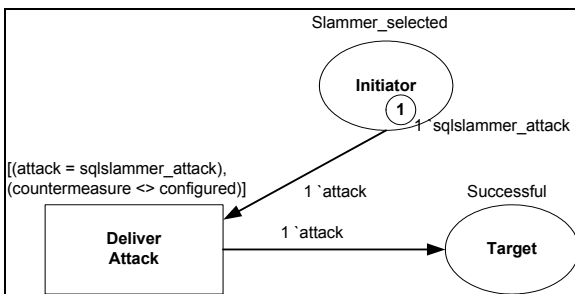 Slammer_selected
Initiator
1
1 `sqlslammer_attack
[(attack = sqlslammer_attack),
(countermeasure <> configured)]
1 `attack
Successful
1 `attack
Deliver
Attack
Target